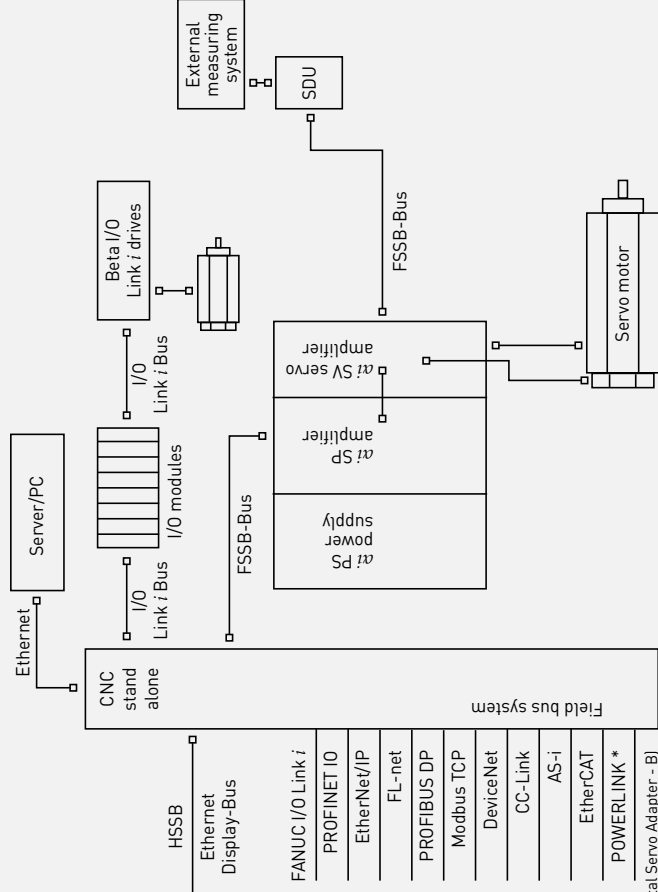 External
measuring
system
SDU
FSSB-Bus
Beta I/O
Link i drives
I/O
Link i Bus
I/O modules
I/O
Link i Bus
Server/PC
Ethernet
FSSB-Bus
αi SV servo
amplifier
αi SP
amplifier
αi PS
power
supply
Servo motor
CNC
stand
alone
Field bus system
HSSB
Ethernet
Display-Bus
FANUC I/O Link i
PROFINET IO
EtherNet/IP
FL-net
PROFIBUS DP
Modbus TCP
DeviceNet
CC-Link
AS-i
EtherCAT
POWERLINK *
Servo Adapter - B)